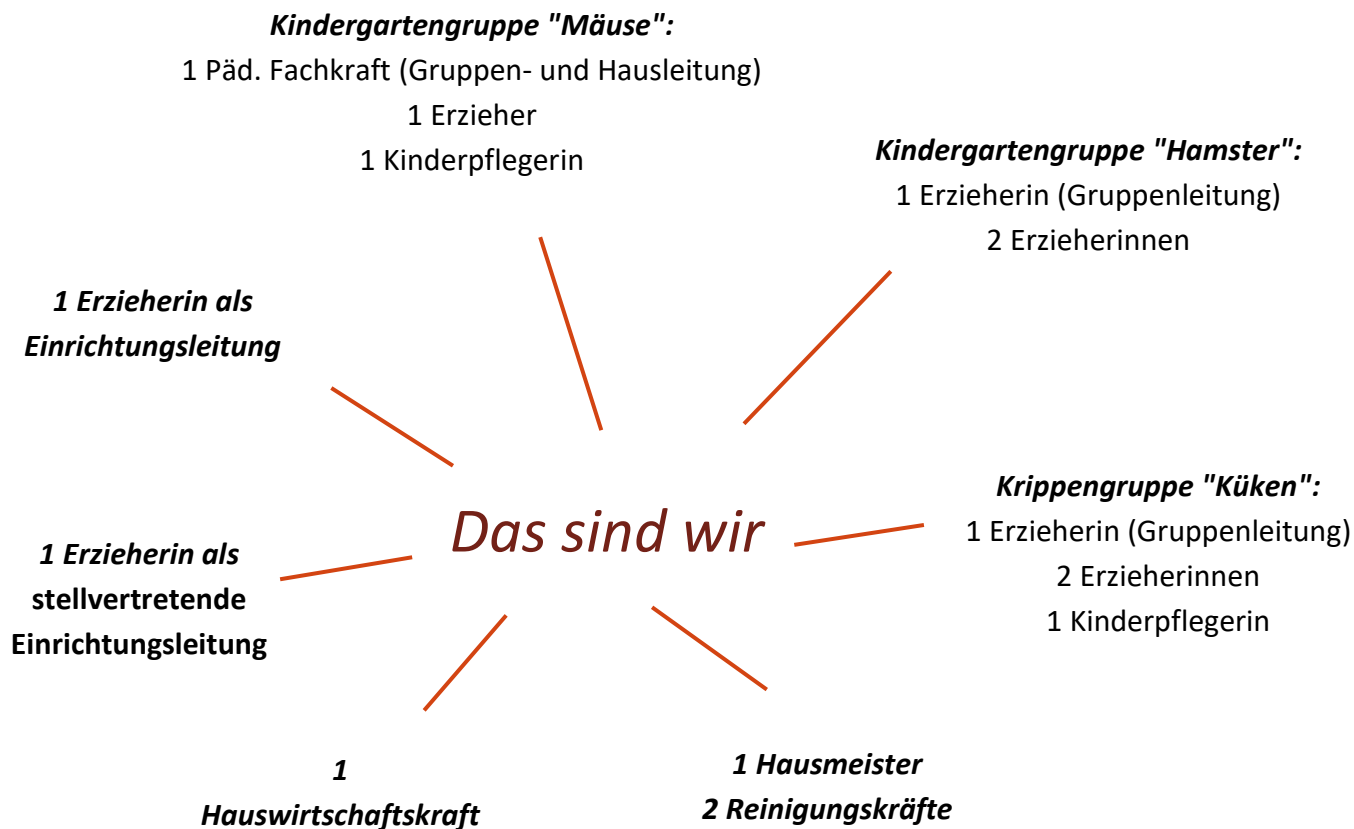 Kindergartengruppe "Mäuse":
1 Päd. Fachkraft (Gruppen- und Hausleitung)
1 Erzieher
1 Kinderpflegerin
Kindergartengruppe "Hamster":
1 Erzieherin (Gruppenleitung)
2 Erzieherinnen
1 Erzieherin als
Einrichtungsleitung
Das sind wir
Krippengruppe "Küken":
1 Erzieherin (Gruppenleitung)
2 Erzieherinnen
1 Kinderpflegerin
1 Erzieherin als
stellvertretende
Einrichtungsleitung
1
Hauswirtschaftskraft
1 Hausmeister
2 Reinigungskräfte